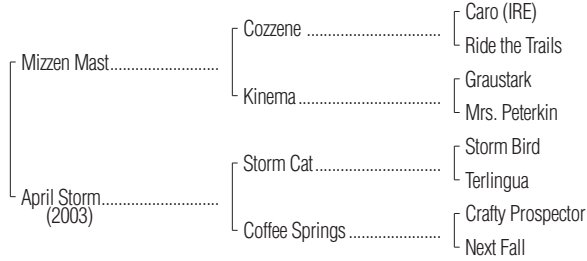 Caro (IRE)
Cozzene
Ride the Trails
Mizzen Mast
Graustark
Kinema
Mrs. Peterkin
Storm Bird
Storm Cat
Terlingua
April Storm
(2003)
Crafty Prospector
Coffee Springs
Next Fall